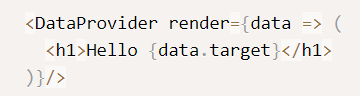 <DataProvider render={data => (
  <h1>Hello {data.target}</h1>
)}/>